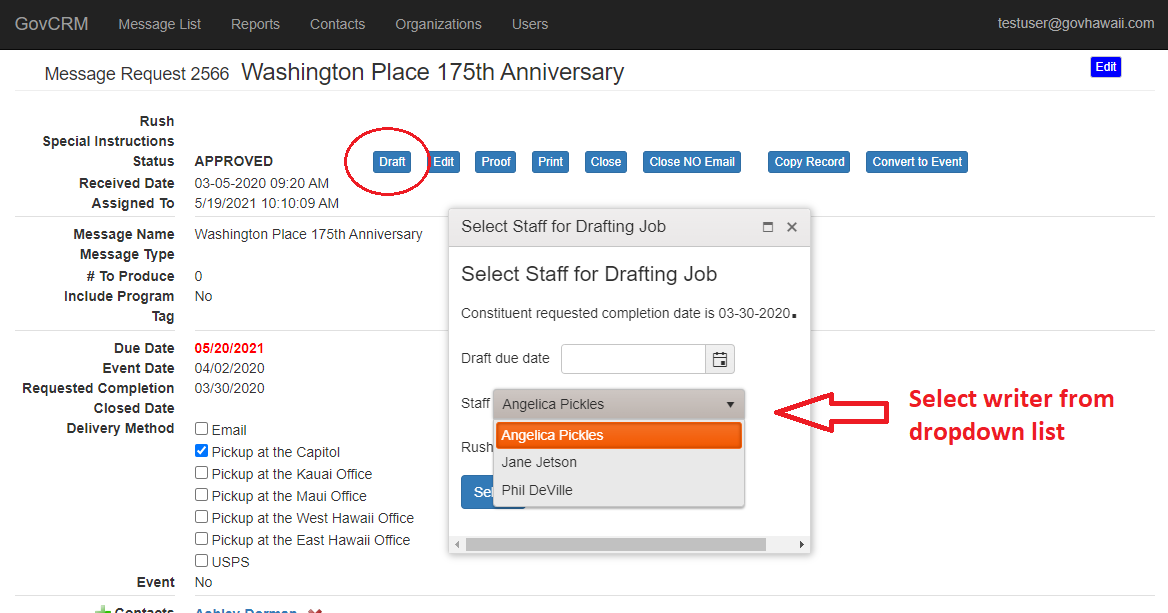 GovCRM Message List Reports Contacts Organizations Users testuser@govhawaii.com
Message Request 2566 Washington Place 175th Anniversary Edit
Rush
Special Instructions
Status APPROVED Draft Edit Proof Print Close Close NO Email Copy Record Convert to Event
Received Date 03-05-2020 09:20 AM
Assigned To 5/19/2021 10:10:09 AM
Message Name Washington Place 175th Anniversary
Message Type
# To Produce 0
Include Program No
Tag
Due Date 05/20/2021
Event Date 04/02/2020
Requested Completion 03/30/2020
Closed Date
Delivery Method Email
Pickup at the Capitol
Pickup at the Kauai Office
Pickup at the Maui Office
Pickup at the West Hawaii Office
Pickup at the East Hawaii Office
USPS
Event No
Contacts Ashley Dorman
Select Staff for Drafting Job
Select Staff for Drafting Job
Constituent requested completion date is 03-30-2020.
Draft due date
Staff Angelica Pickles
Angelica Pickles
Rush
Jane Jetson
Phil DeVille
Sel
Select writer from
dropdown list